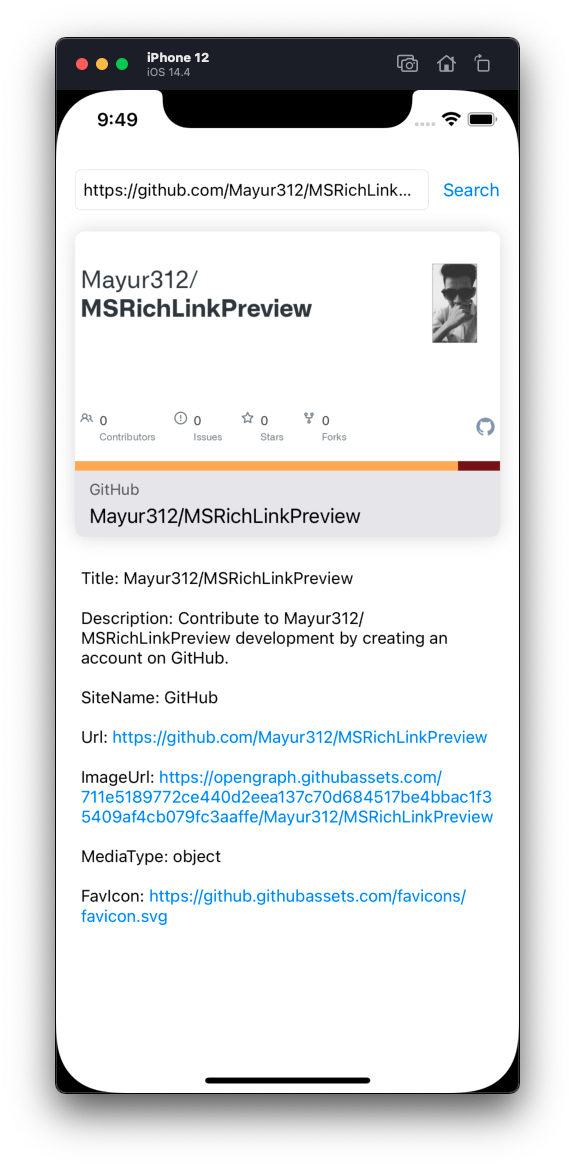 iPhone 12
iOS 14.4
9:49
https://github.com/Mayur312/MSRichLink...
Search
Mayur312/
MSRichLinkPreview
0
Contributors
0
Issues
0
Stars
0
Forks
GitHub
Mayur312/MSRichLinkPreview
Title: Mayur312/MSRichLinkPreview
Description: Contribute to Mayur312/
MSRichLinkPreview development by creating an
account on GitHub.
SiteName: GitHub
Url: https://github.com/Mayur312/MSRichLinkPreview
ImageUrl: https://opengraph.githubassets.com/
711e5189772ce440d2eea137c70d684517be4bbac1f3
5409af4cb079fc3aaffe/Mayur312/MSRichLinkPreview
MediaType: object
FavIcon: https://github.githubassets.com/favicons/
favicon.svg